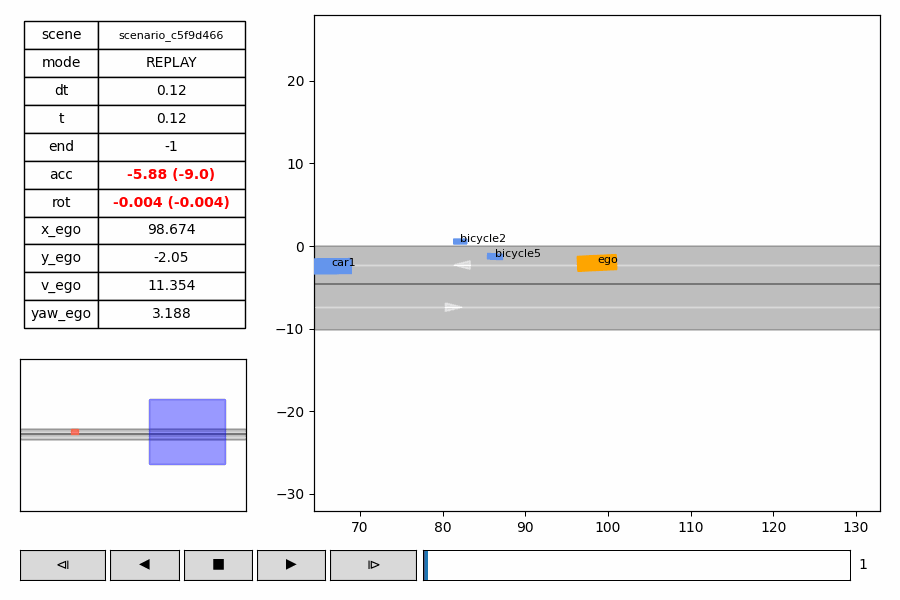 scene scenario_c5f9d466
mode REPLAY
dt 0.12
t 0.12
end -1
acc -5.88 (-9.0)
rot -0.004 (-0.004)
x_ego 98.674
y_ego -2.05
v_ego 11.354
yaw_ego 3.188
20
10
0
−10
−20
−30
bicycle2
bicycle5
car1
ego
70 80 90 100 110 120 130
1